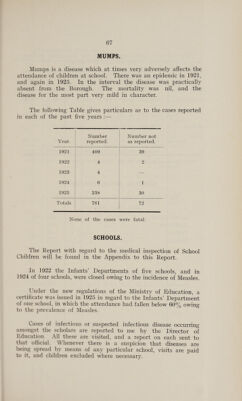 67
MUMPS.
Mumps is a disease which at times very adversely affects the
attendance of children at school. There was an epidemic in 1921,
and again in 1925. In the interval the disease was practically
absent from the Borough. The mortality was nil, and the
disease for the most part very mild in character.
The following Table gives particulars as to the cases reported
in each of the past five years :—
Year. Number reported. Number not so reported.
1921 409 39
1922 4 2
1923 4 —
1924 6 1
1925 358 30
Totals 781 72
None of the cases were fatal.
SCHOOLS.
The Report with regard to the medical inspection of School
Children will be found in the Appendix to this Report.
In 1922 the Infants' Departments of five schools, and in
1924 of four schools, were closed owing to the incidence of Measles.
Under the new regulations of the Ministry of Education, a
certificate was issued in 1925 in regard to the Infants' Department
of one school, in which the attendance had fallen below 60% owing
to the prevalence of Measles.
Cases of infectious or suspected infectious disease occurring
amongst the scholars are reported to me by the Director of
Education. All these are visited, and a report on each sent to
that official. Whenever there is a suspicion that diseases are
being spread by means of any particular school, visits are paid
to it, and children excluded where necessary.